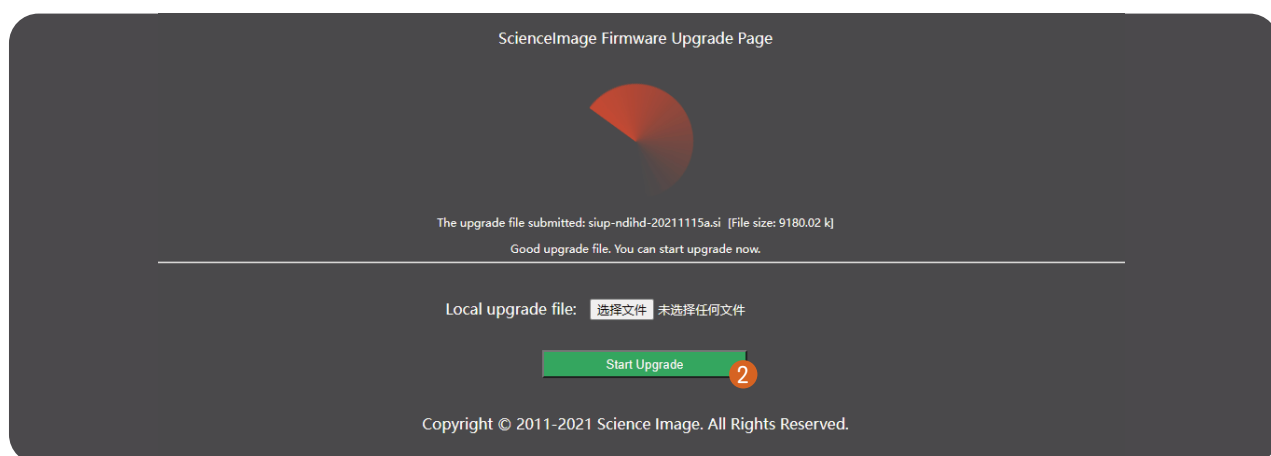 ScienceImage Firmware Upgrade Page
The upgrade file submitted: siup-ndihd-20211115a.si [File size: 9180.02 k]
Good upgrade file. You can start upgrade now.
Local upgrade file: 选择文件 未选择任何文件
Start Upgrade
2
Copyright © 2011-2021 Science Image. All Rights Reserved.